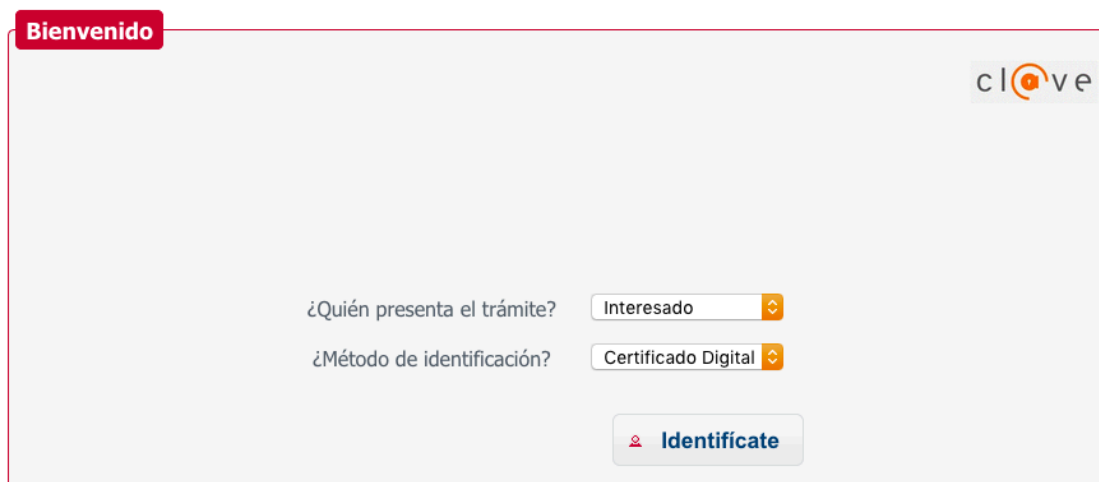 Bienvenido
cl@ve
¿Quién presenta el trámite? Interesado
¿Método de identificación? Certificado Digital
Identifícate